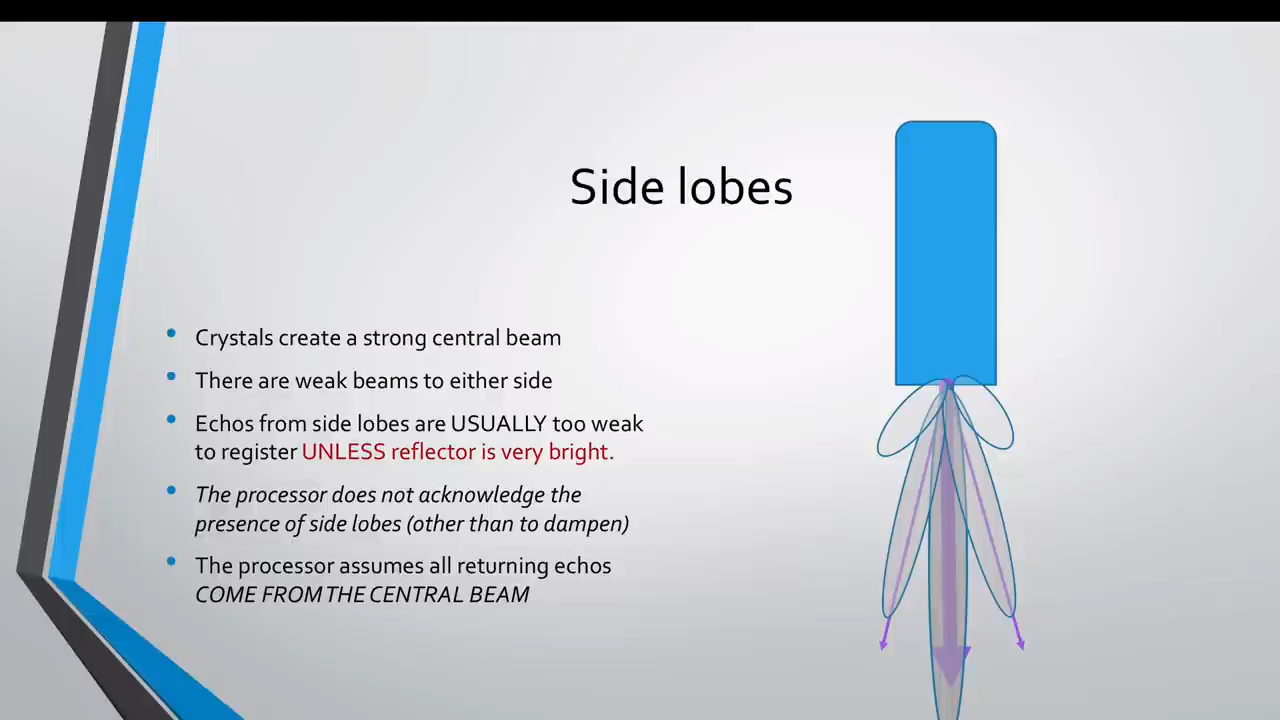 Side lobes
Crystals create a strong central beam
There are weak beams to either side
Echos from side lobes are USUALLY too weak
to register UNLESS reflector is very bright.
The processor does not acknowledge the
presence of side lobes (other than to dampen)
The processor assumes all returning echos
COME FROM THE CENTRAL BEAM